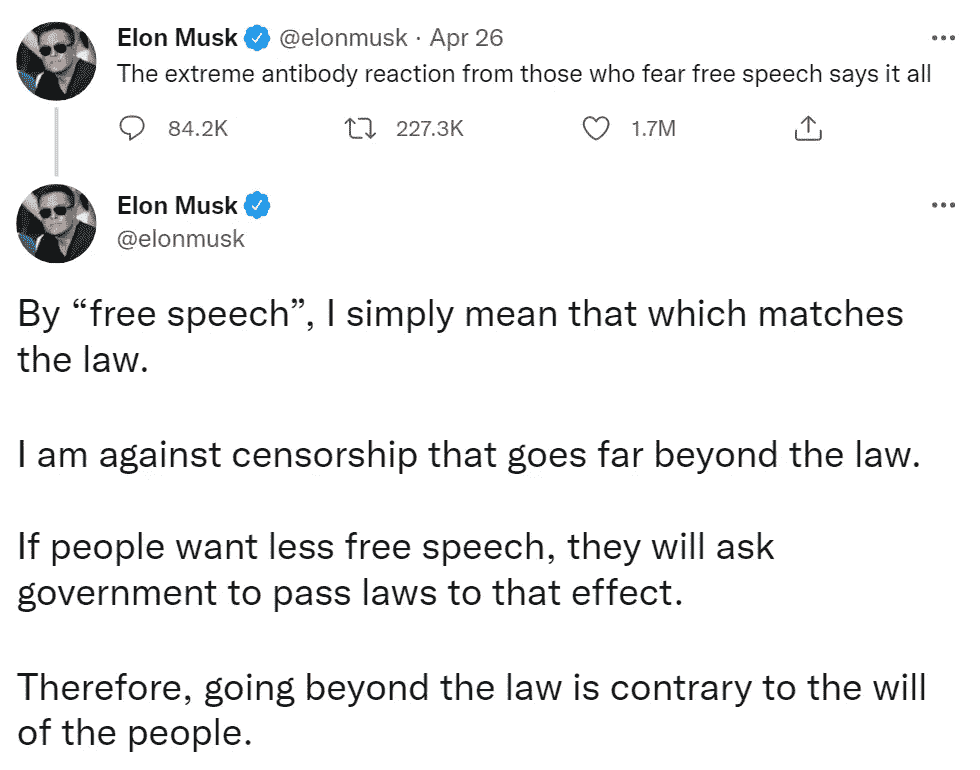 Elon Musk @elonmusk · Apr 26
The extreme antibody reaction from those who fear free speech says it all
84.2K 227.3K 1.7M
Elon Musk
@elonmusk
By “free speech”, I simply mean that which matches
the law.
I am against censorship that goes far beyond the law.
If people want less free speech, they will ask
government to pass laws to that effect.
Therefore, going beyond the law is contrary to the will
of the people.